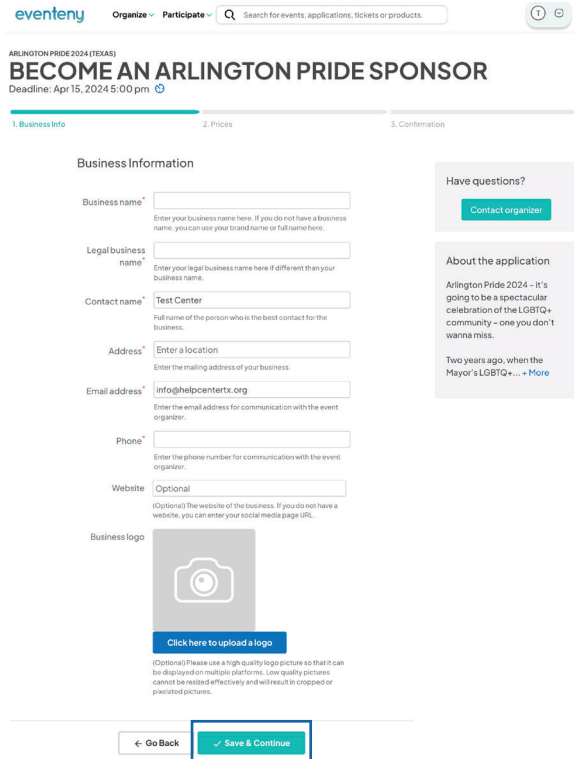 eventeny
Organize
Participate
Search for events, applications, tickets or products.
T
ARLINGTON PRIDE 2024 (TEXAS)
BECOME AN ARLINGTON PRIDE SPONSOR
Deadline: Apr 15, 2024 5:00 pm
1. Business Info
2. Prices
3. Confirmation
Business Information
Business name*
Enter your business name here. If you do not have a business
name, you can use your brand name or full name here.
Legal business
name*
Enter your legal business name here if different than your
business name.
Contact name*
Test Center
Full name of the person who is the best contact for the
business.
Address*
Enter a location
Enter the mailing address of your business.
Email address*
info@helpcentertx.org
Enter the email address for communication with the event
organizer.
Phone*
Enter the phone number for communication with the event
organizer.
Website
Optional
(Optional) The website of the business. If you do not have a
website, you can enter your social media page URL.
Business logo
Click here to upload a logo
(Optional) Please use a high quality logo picture so that it can
be displayed on multiple platforms. Low quality pictures
cannot be resized effectively and will result in cropped or
pixelated pictures.
← Go Back
✓ Save & Continue
Have questions?
Contact organizer
About the application
Arlington Pride 2024 – it's
going to be a spectacular
celebration of the LGBTQ+
community – one you don't
wanna miss.
Two years ago, when the
Mayor's LGBTQ+... + More